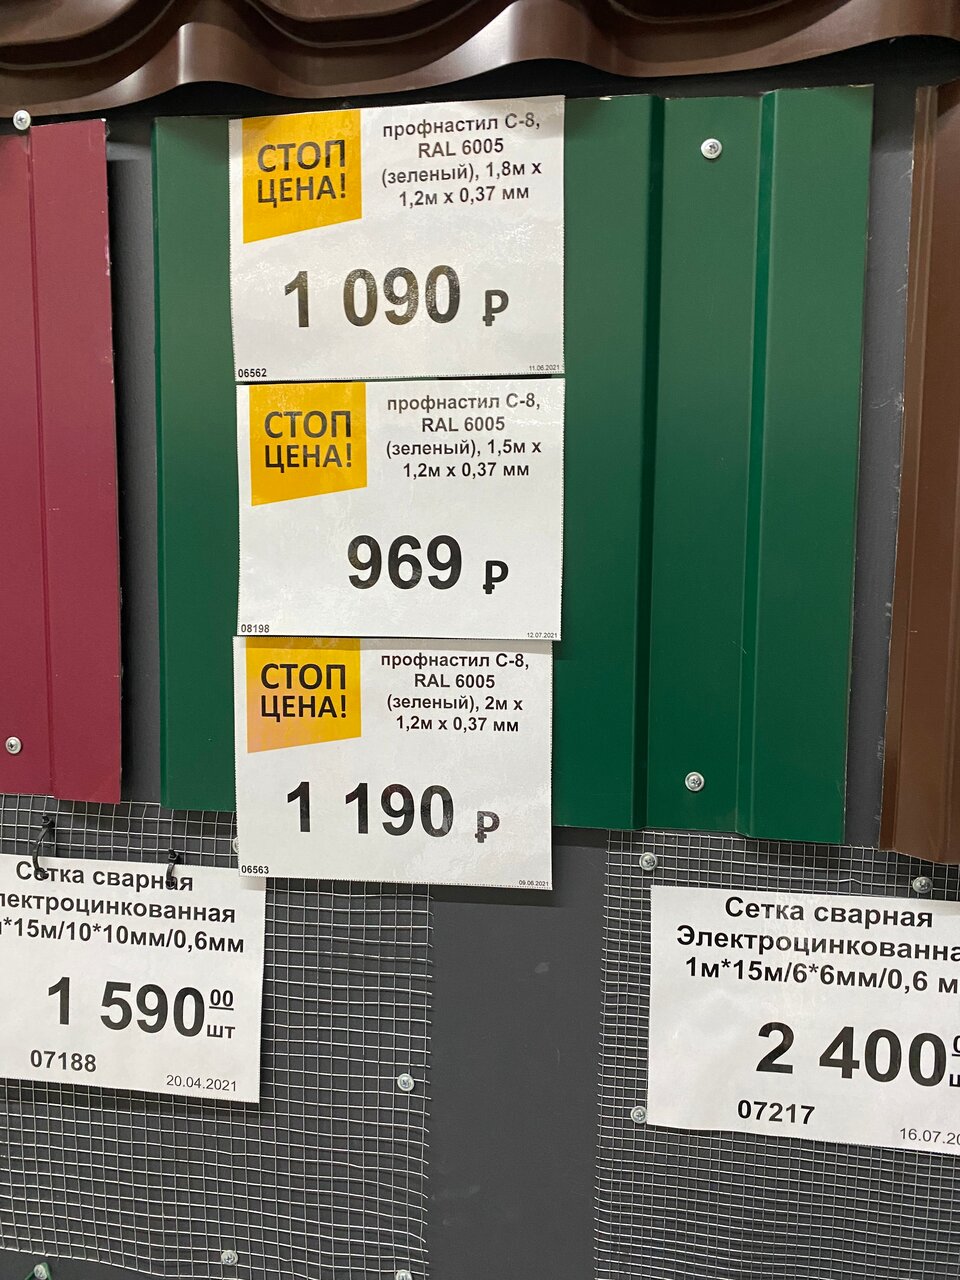 СТОП
ЦЕНА!
профнастил С-8,
RAL 6005
(зеленый), 1,8м х
1,2м х 0,37 мм
1 090 ₽
06562
11.06.2021
СТОП
ЦЕНА!
профнастил С-8,
RAL 6005
(зеленый), 1,5м х
1,2м х 0,37 мм
969 ₽
08198
12.07.2021
СТОП
ЦЕНА!
профнастил С-8,
RAL 6005
(зеленый), 2м х
1,2м х 0,37 мм
1 190 ₽
06563
09.06.2021
Сетка сварная
лектроцинкованная
*15м/10*10мм/0,6мм
1 590 00
шт
07188
20.04.2021
Сетка сварная
Электроцинкованна
1м*15м/6*6мм/0,6 м
2 400
07217
16.07.20